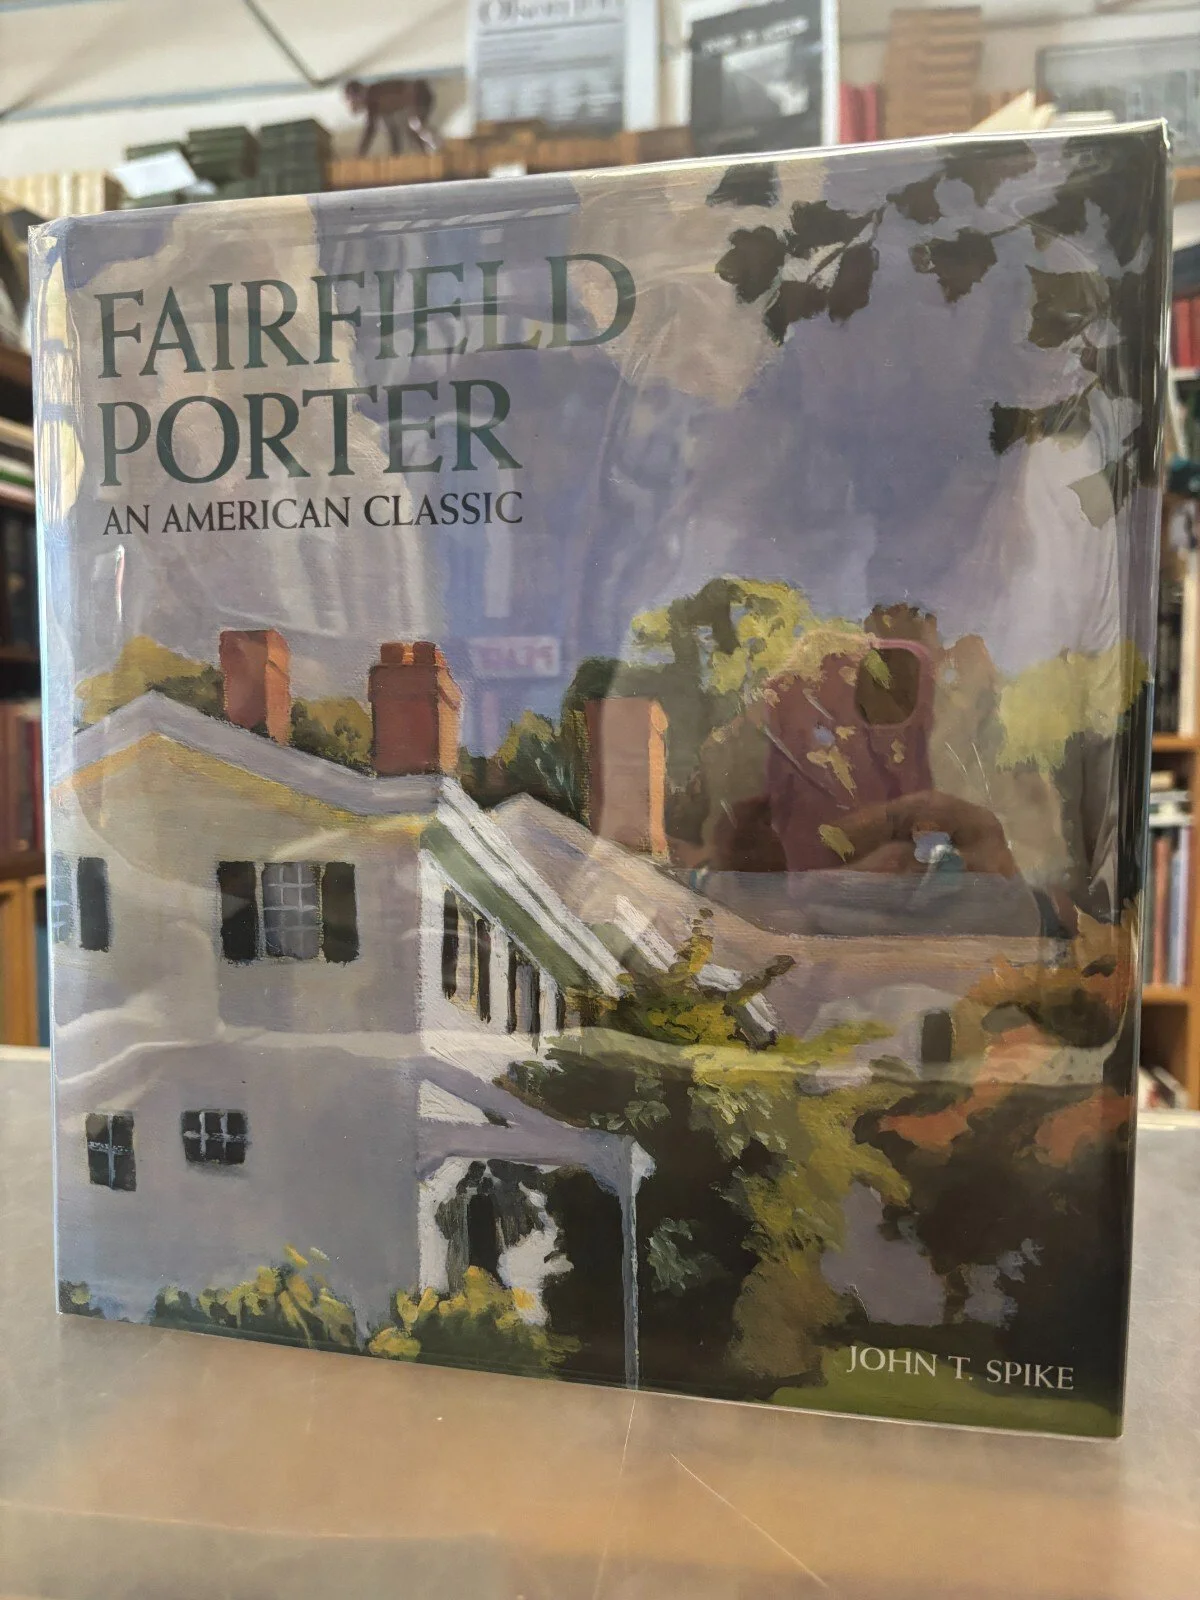 FAIRFIELD
PORTER
AN AMERICAN CLASSIC
JOHN T. SPIKE